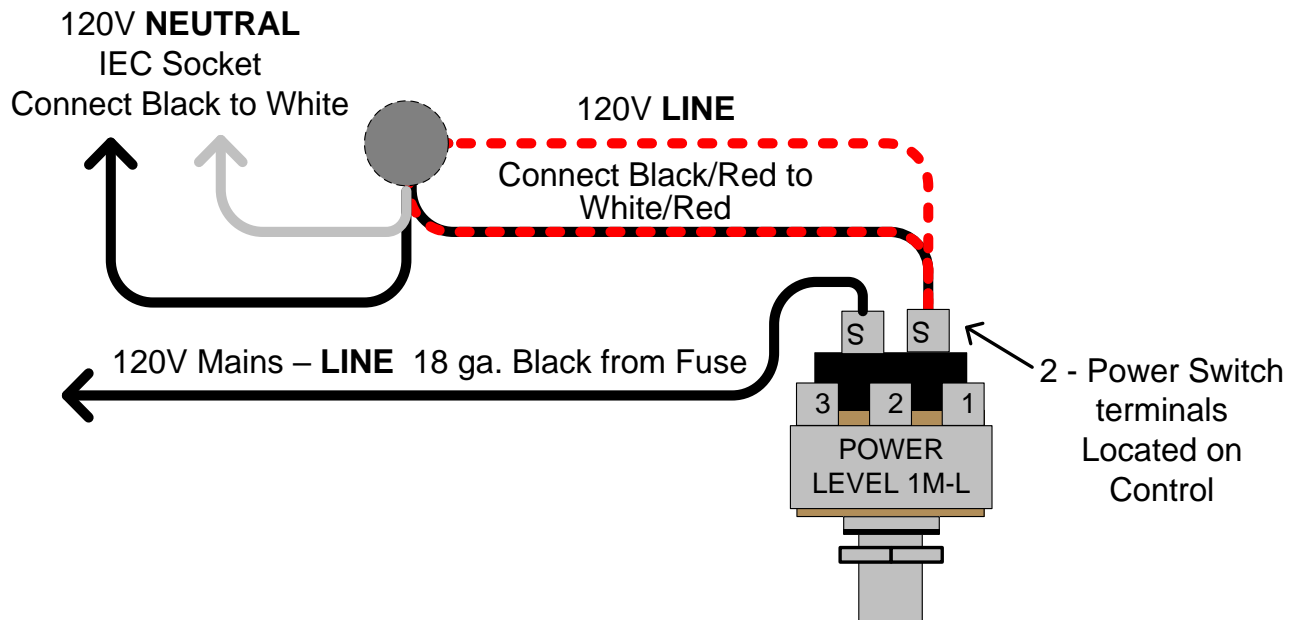 120V NEUTRAL
IEC Socket
Connect Black to White
120V LINE
Connect Black/Red to
White/Red
120V Mains – LINE 18 ga. Black from Fuse
S S
2 - Power Switch
terminals
Located on
Control
3 2 1
POWER
LEVEL 1M-L